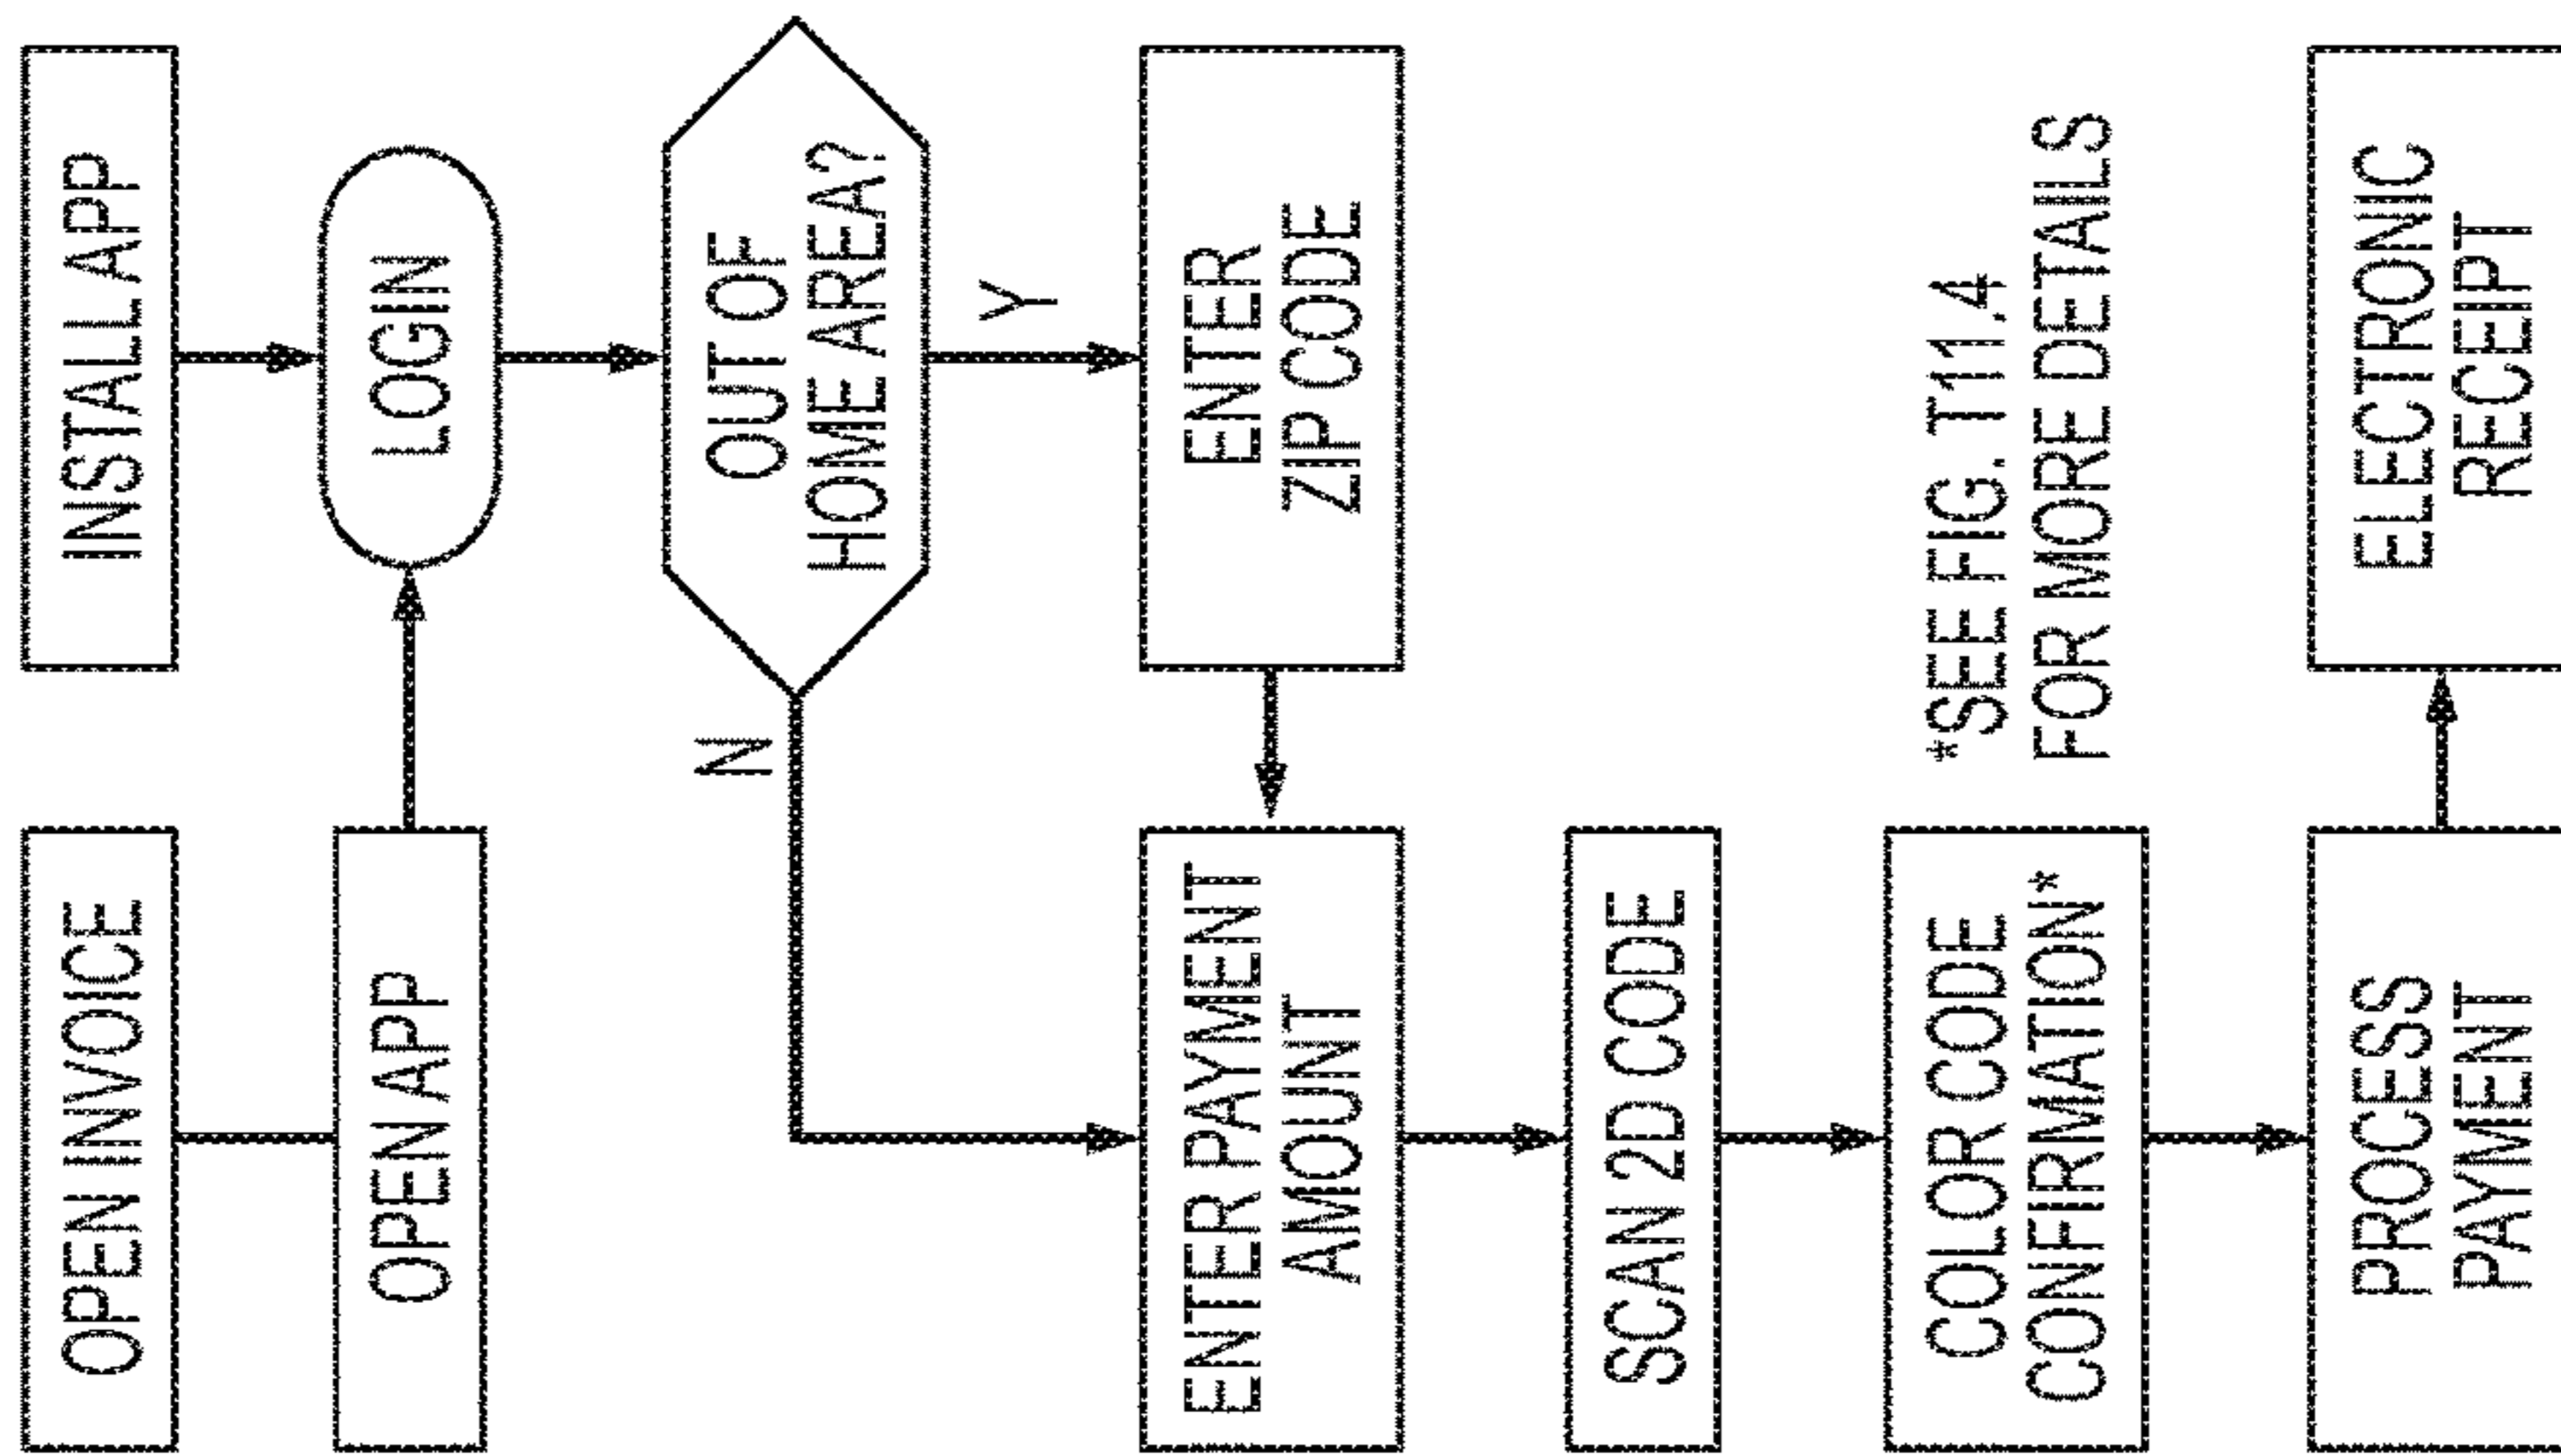 OPEN INVOICE
INSTALL APP
OPEN APP
LOGIN
OUT OF
HOME AREA?
N
Y
ENTER PAYMENT
AMOUNT
ENTER
ZIP CODE
SCAN 2D CODE
COLOR CODE
CONFIRMATION*
*SEE FIG. T11.4
FOR MORE DETAILS
PROCESS
PAYMENT
ELECTRONIC
RECEIPT